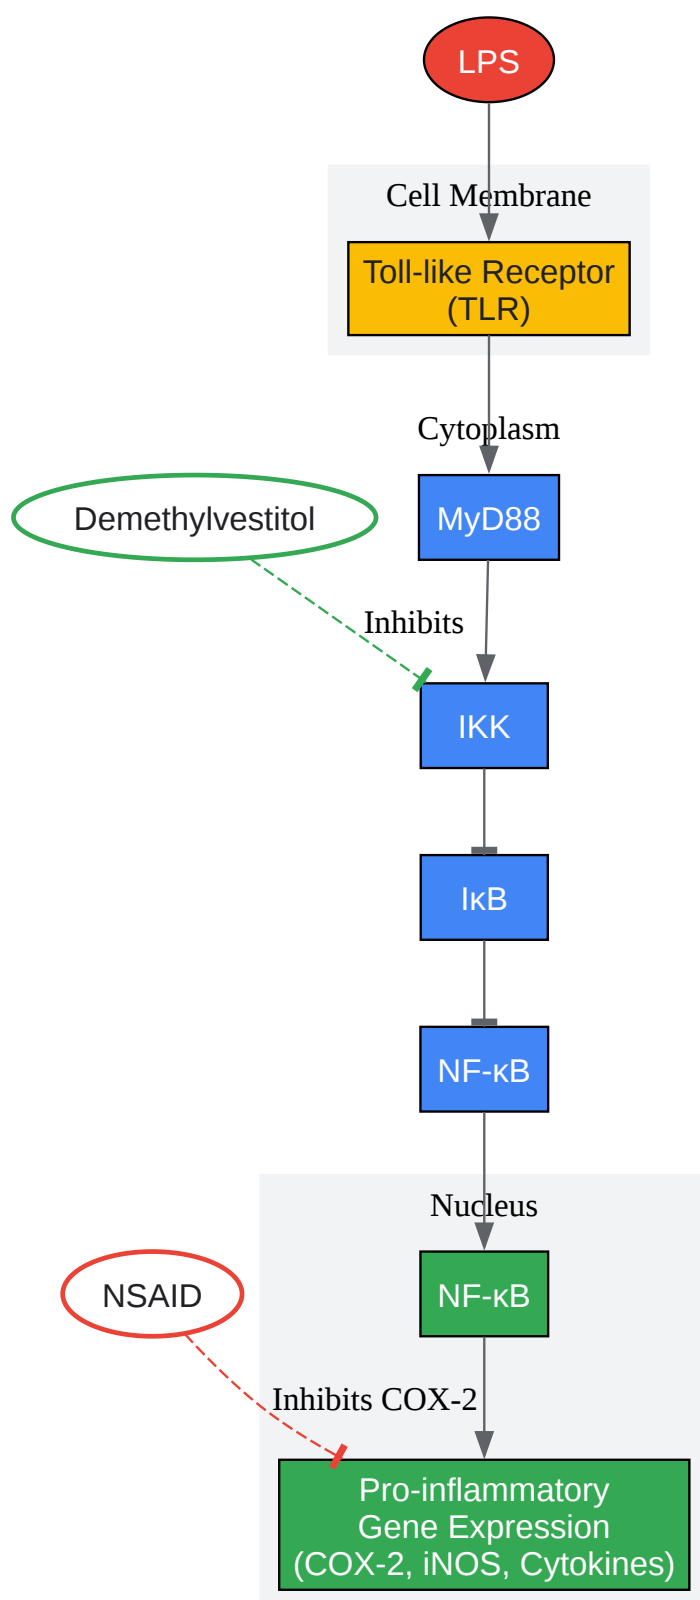 LPS
Cell Membrane
Toll-like Receptor
(TLR)
Cytoplasm
Demethylvestitol
MyD88
Inhibits
IKK
IκB
NF-κB
Nucleus
NSAID
NF-κB
Inhibits COX-2
Pro-inflammatory
Gene Expression
(COX-2, iNOS, Cytokines)